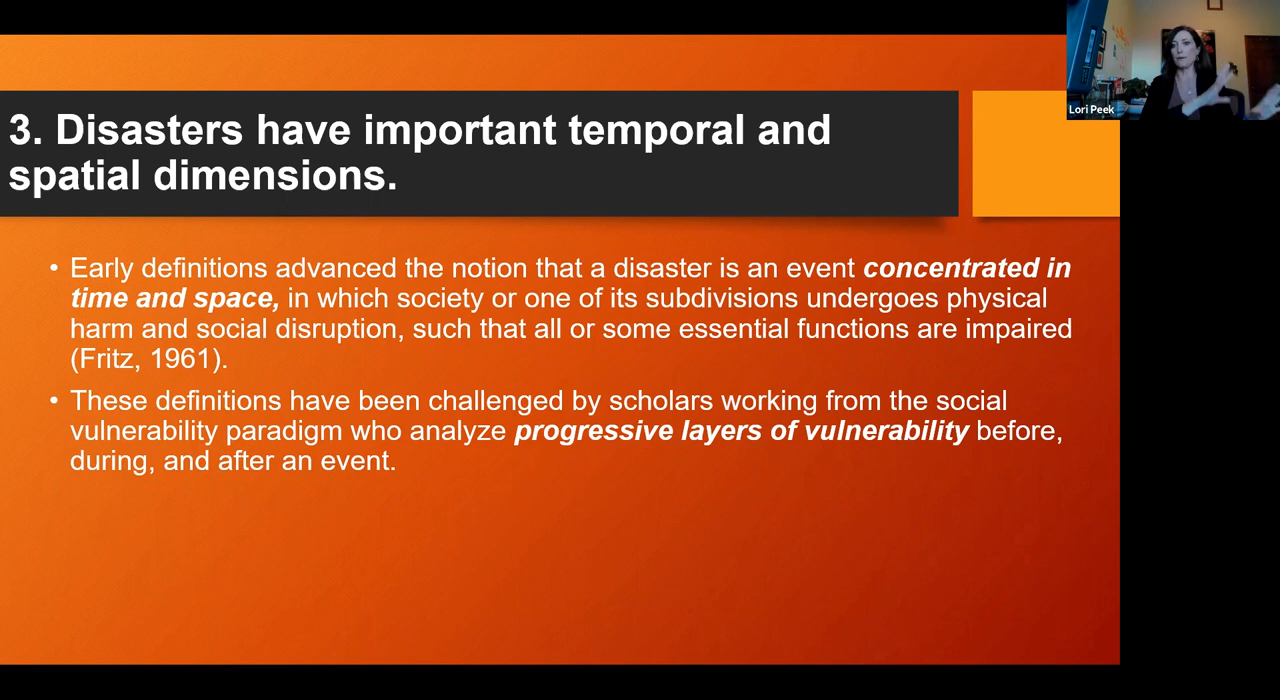 Lori Peek
3. Disasters have important temporal and
spatial dimensions.
• Early definitions advanced the notion that a disaster is an event concentrated in
time and space, in which society or one of its subdivisions undergoes physical
harm and social disruption, such that all or some essential functions are impaired
(Fritz, 1961).
• These definitions have been challenged by scholars working from the social
vulnerability paradigm who analyze progressive layers of vulnerability before,
during, and after an event.